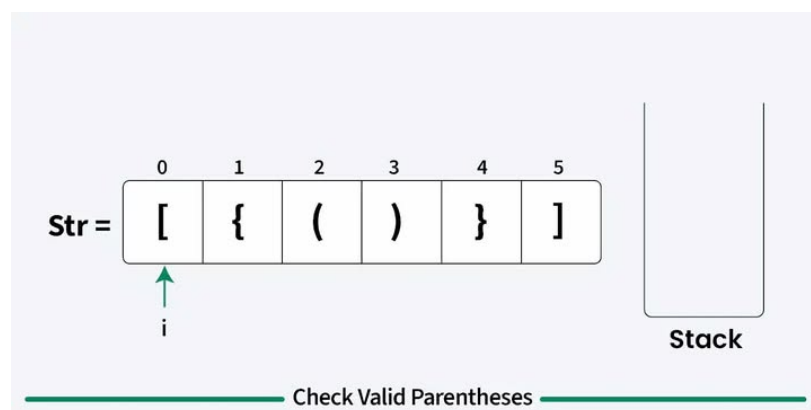 0 1 2 3 4 5
Str = [ { ( ) } ]
i
Stack
Check Valid Parentheses